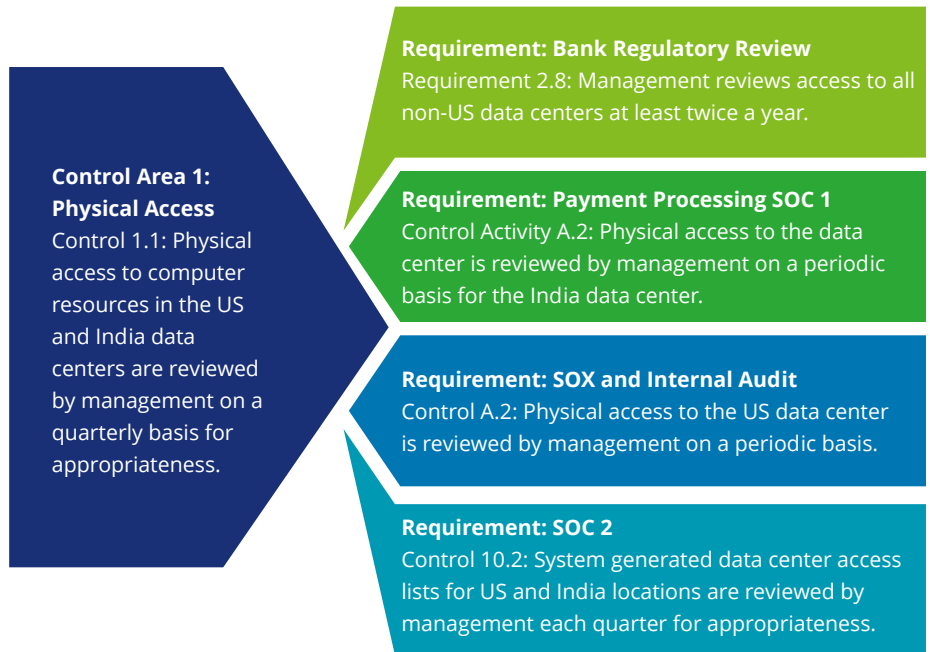 Control Area 1:
Physical Access
Control 1.1: Physical
access to computer
resources in the US
and India data
centers are reviewed
by management on a
quarterly basis for
appropriateness.
Requirement: Bank Regulatory Review
Requirement 2.8: Management reviews access to all
non-US data centers at least twice a year.
Requirement: Payment Processing SOC 1
Control Activity A.2: Physical access to the data
center is reviewed by management on a periodic
basis for the India data center.
Requirement: SOX and Internal Audit
Control A.2: Physical access to the US data center
is reviewed by management on a periodic basis.
Requirement: SOC 2
Control 10.2: System generated data center access
lists for US and India locations are reviewed by
management each quarter for appropriateness.